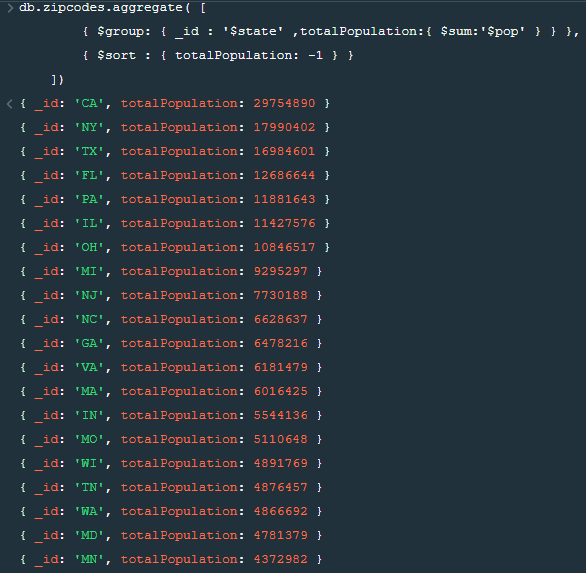 > db.zipcodes.aggregate( [
{ $group: { _id : '$state' ,totalPopulation:{ $sum:'$pop' } } },
{ $sort : { totalPopulation: -1 } }
])
< { _id: 'CA', totalPopulation: 29754890 }
{ _id: 'NY', totalPopulation: 17990402 }
{ _id: 'TX', totalPopulation: 16984601 }
{ _id: 'FL', totalPopulation: 12686644 }
{ _id: 'PA', totalPopulation: 11881643 }
{ _id: 'IL', totalPopulation: 11427576 }
{ _id: 'OH', totalPopulation: 10846517 }
{ _id: 'MI', totalPopulation: 9295297 }
{ _id: 'NJ', totalPopulation: 7730188 }
{ _id: 'NC', totalPopulation: 6628637 }
{ _id: 'GA', totalPopulation: 6478216 }
{ _id: 'VA', totalPopulation: 6181479 }
{ _id: 'MA', totalPopulation: 6016425 }
{ _id: 'IN', totalPopulation: 5544136 }
{ _id: 'MO', totalPopulation: 5110648 }
{ _id: 'WI', totalPopulation: 4891769 }
{ _id: 'TN', totalPopulation: 4876457 }
{ _id: 'WA', totalPopulation: 4866692 }
{ _id: 'MD', totalPopulation: 4781379 }
{ _id: 'MN', totalPopulation: 4372982 }